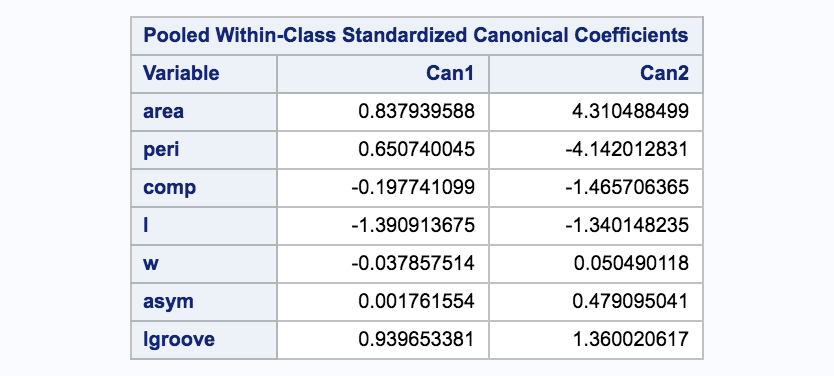 Pooled Within-Class Standardized Canonical Coefficients
Variable Can1 Can2
area 0.837939588 4.310488499
peri 0.650740045 -4.142012831
comp -0.197741099 -1.465706365
l -1.390913675 -1.340148235
w -0.037857514 0.050490118
asym 0.001761554 0.479095041
lgroove 0.939653381 1.360020617